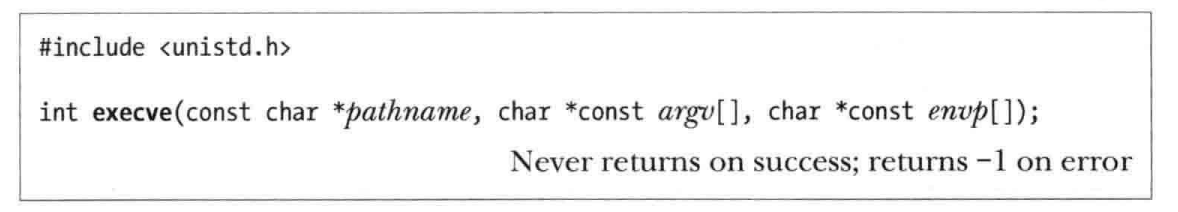 #include <unistd.h>
int execve(const char *pathname, char *const argv[], char *const envp[]);
Never returns on success; returns −1 on error